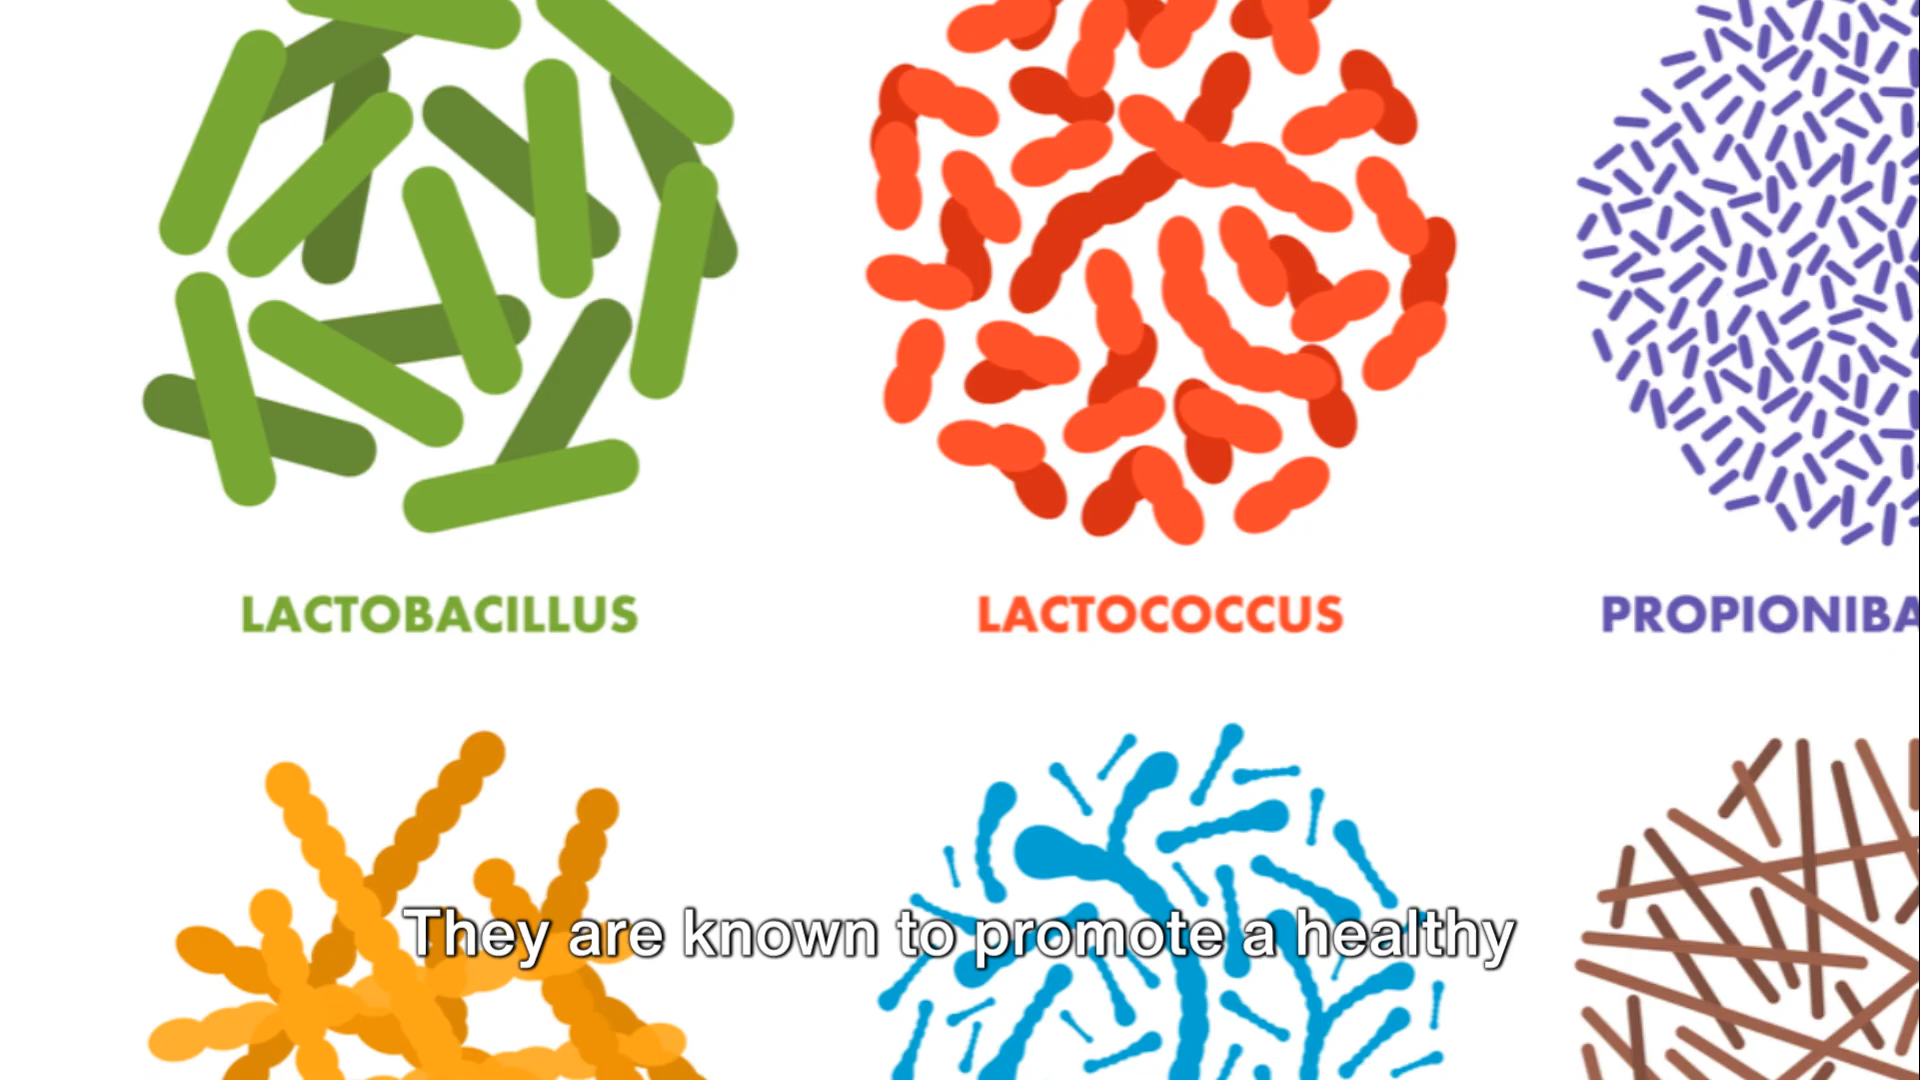 LACTOBACILLUS
LACTOCOCCUS
PROPIONIBA
They are known to promote a healthy